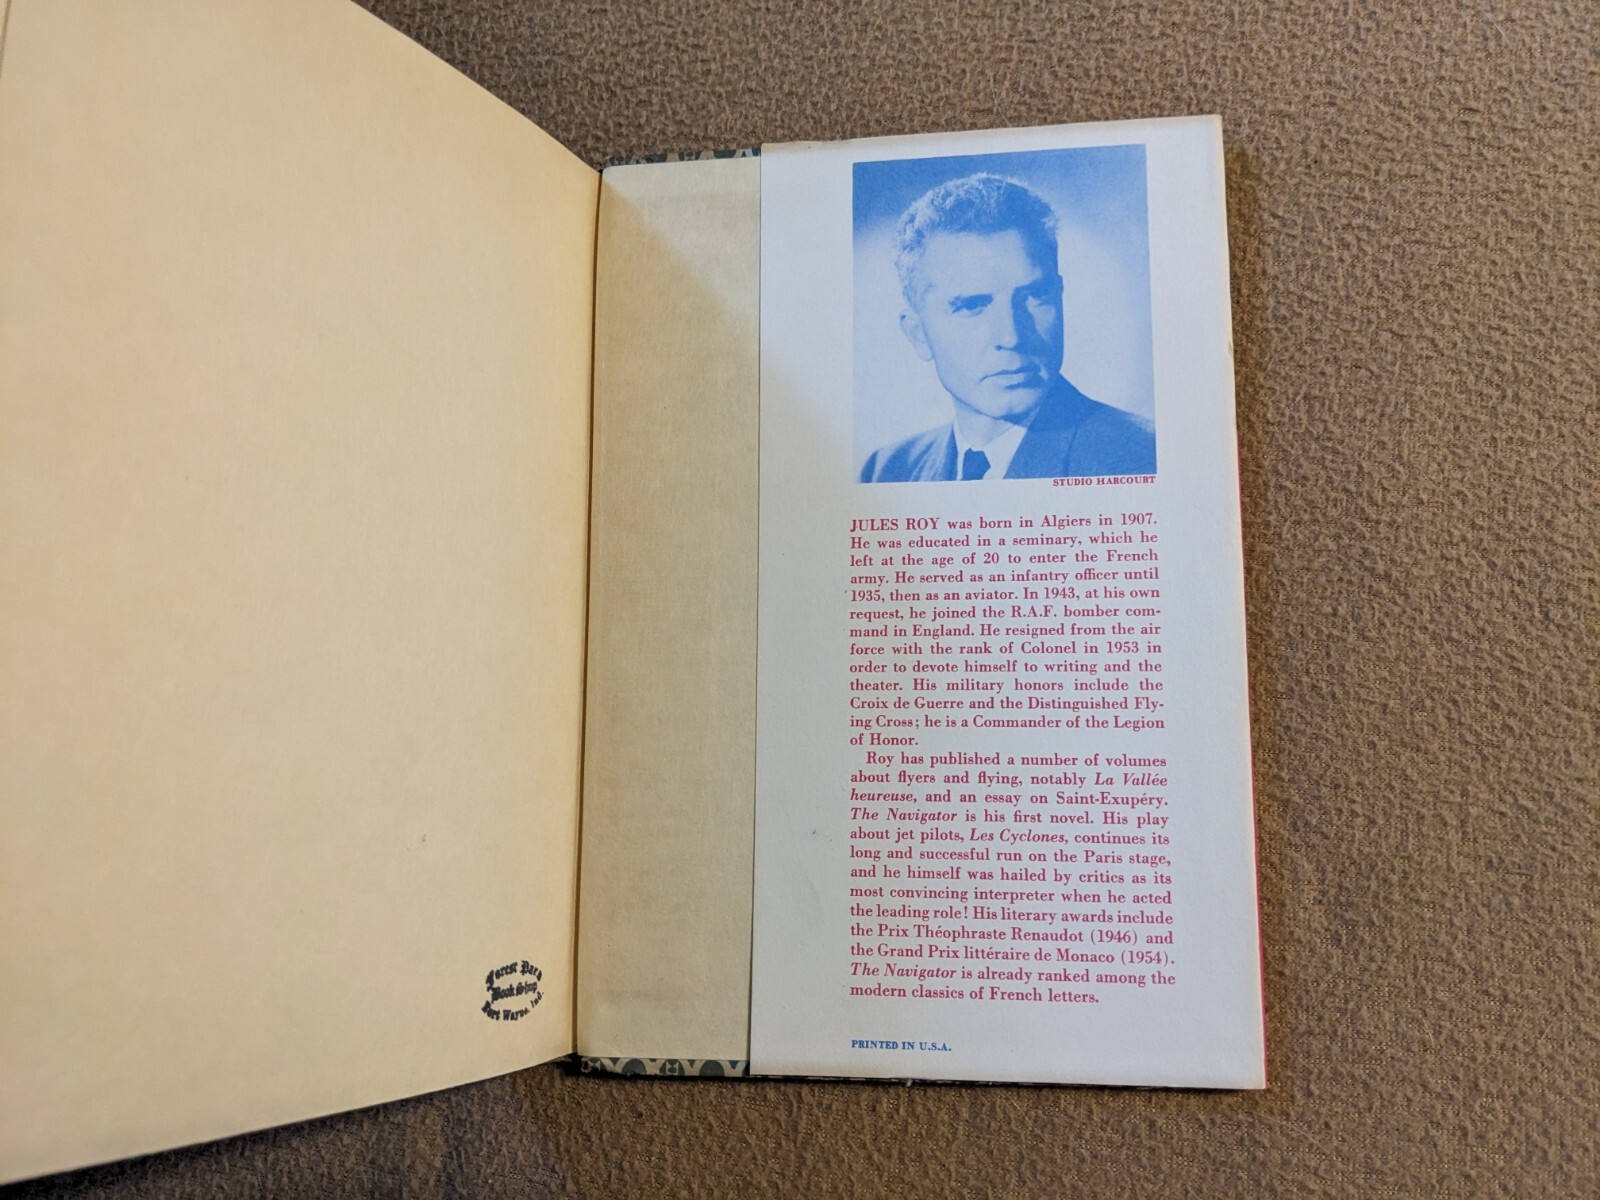 Forest Park
Book Shop
Fort Wayne, Ind.
STUDIO HARCOURT
JULES ROY was born in Algiers in 1907.
He was educated in a seminary, which he
left at the age of 20 to enter the French
army. He served as an infantry officer until
1935, then as an aviator. In 1943, at his own
request, he joined the R.A.F. bomber com-
mand in England. He resigned from the air
force with the rank of Colonel in 1953 in
order to devote himself to writing and the
theater. His military honors include the
Croix de Guerre and the Distinguished Fly-
ing Cross; he is a Commander of the Legion
of Honor.
Roy has published a number of volumes
about flyers and flying, notably La Vallée
heureuse, and an essay on Saint-Exupéry.
The Navigator is his first novel. His play
about jet pilots, Les Cyclones, continues its
long and successful run on the Paris stage,
and he himself was hailed by critics as its
most convincing interpreter when he acted
the leading role! His literary awards include
the Prix Théophraste Renaudot (1946) and
the Grand Prix littéraire de Monaco (1954).
The Navigator is already ranked among the
modern classics of French letters.
PRINTED IN U.S.A.